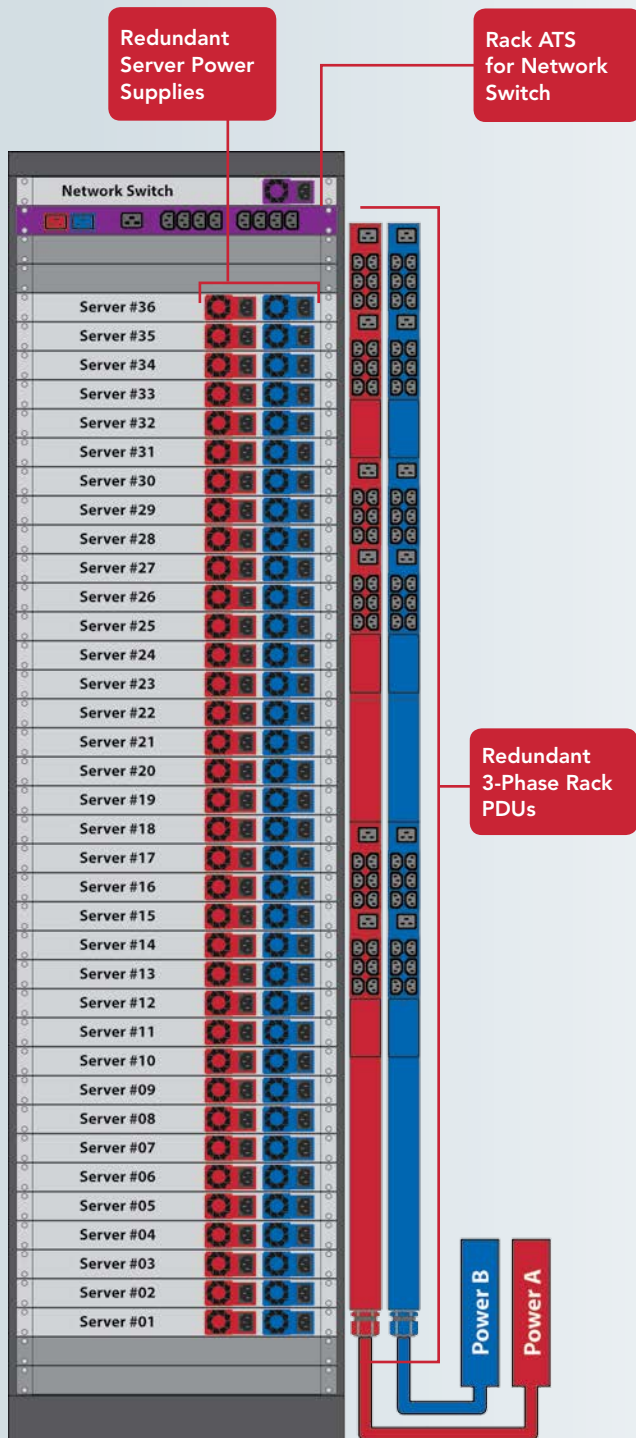 Redundant
Server Power
Supplies
Rack ATS
for Network
Switch
Network Switch
Server #36
Server #35
Server #34
Server #33
Server #32
Server #31
Server #30
Server #29
Server #28
Server #27
Server #26
Server #25
Server #24
Server #23
Server #22
Server #21
Server #20
Server #19
Server #18
Server #17
Server #16
Server #15
Server #14
Server #13
Server #12
Server #11
Server #10
Server #09
Server #08
Server #07
Server #06
Server #05
Server #04
Server #03
Server #02
Server #01
Redundant
3-Phase Rack
PDUs
Power B
Power A